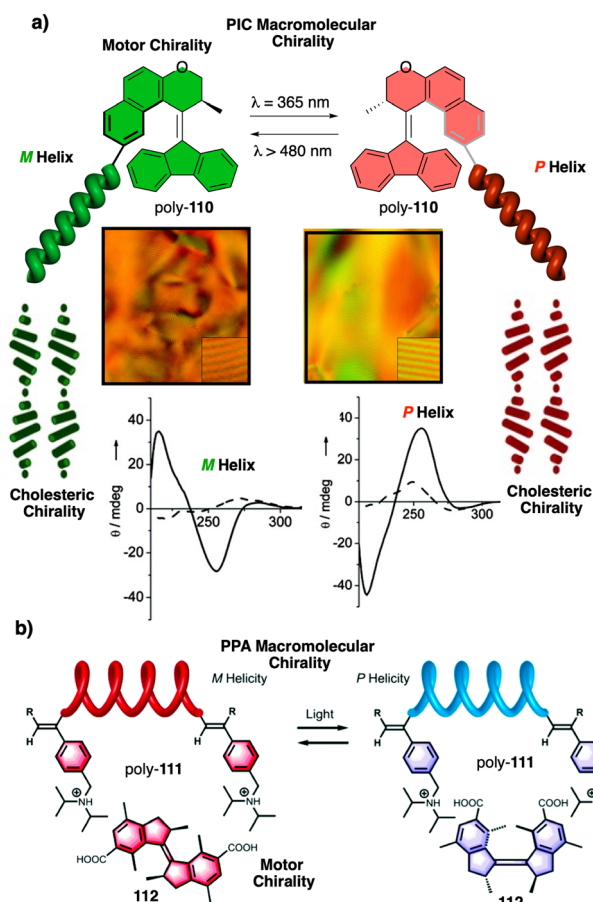 a)
PIC Macromolecular
Chirality
Motor Chirality
O
O
λ = 365 nm
λ > 480 nm
M Helix
P Helix
poly-110
poly-110
40
20
0
-20
-40
θ / mdeg
250
300
M Helix
40
20
0
-20
-40
θ / mdeg
250
300
P Helix
Cholesteric
Chirality
Cholesteric
Chirality
b)
PPA Macromolecular
Chirality
M Helicity
P Helicity
Light
R
H
R
H
R
H
R
poly-111
poly-111
NH
⊕
NH
⊕
NH
⊕
HOOC
COOH
COOH
COOH
Motor
Chirality
112
112